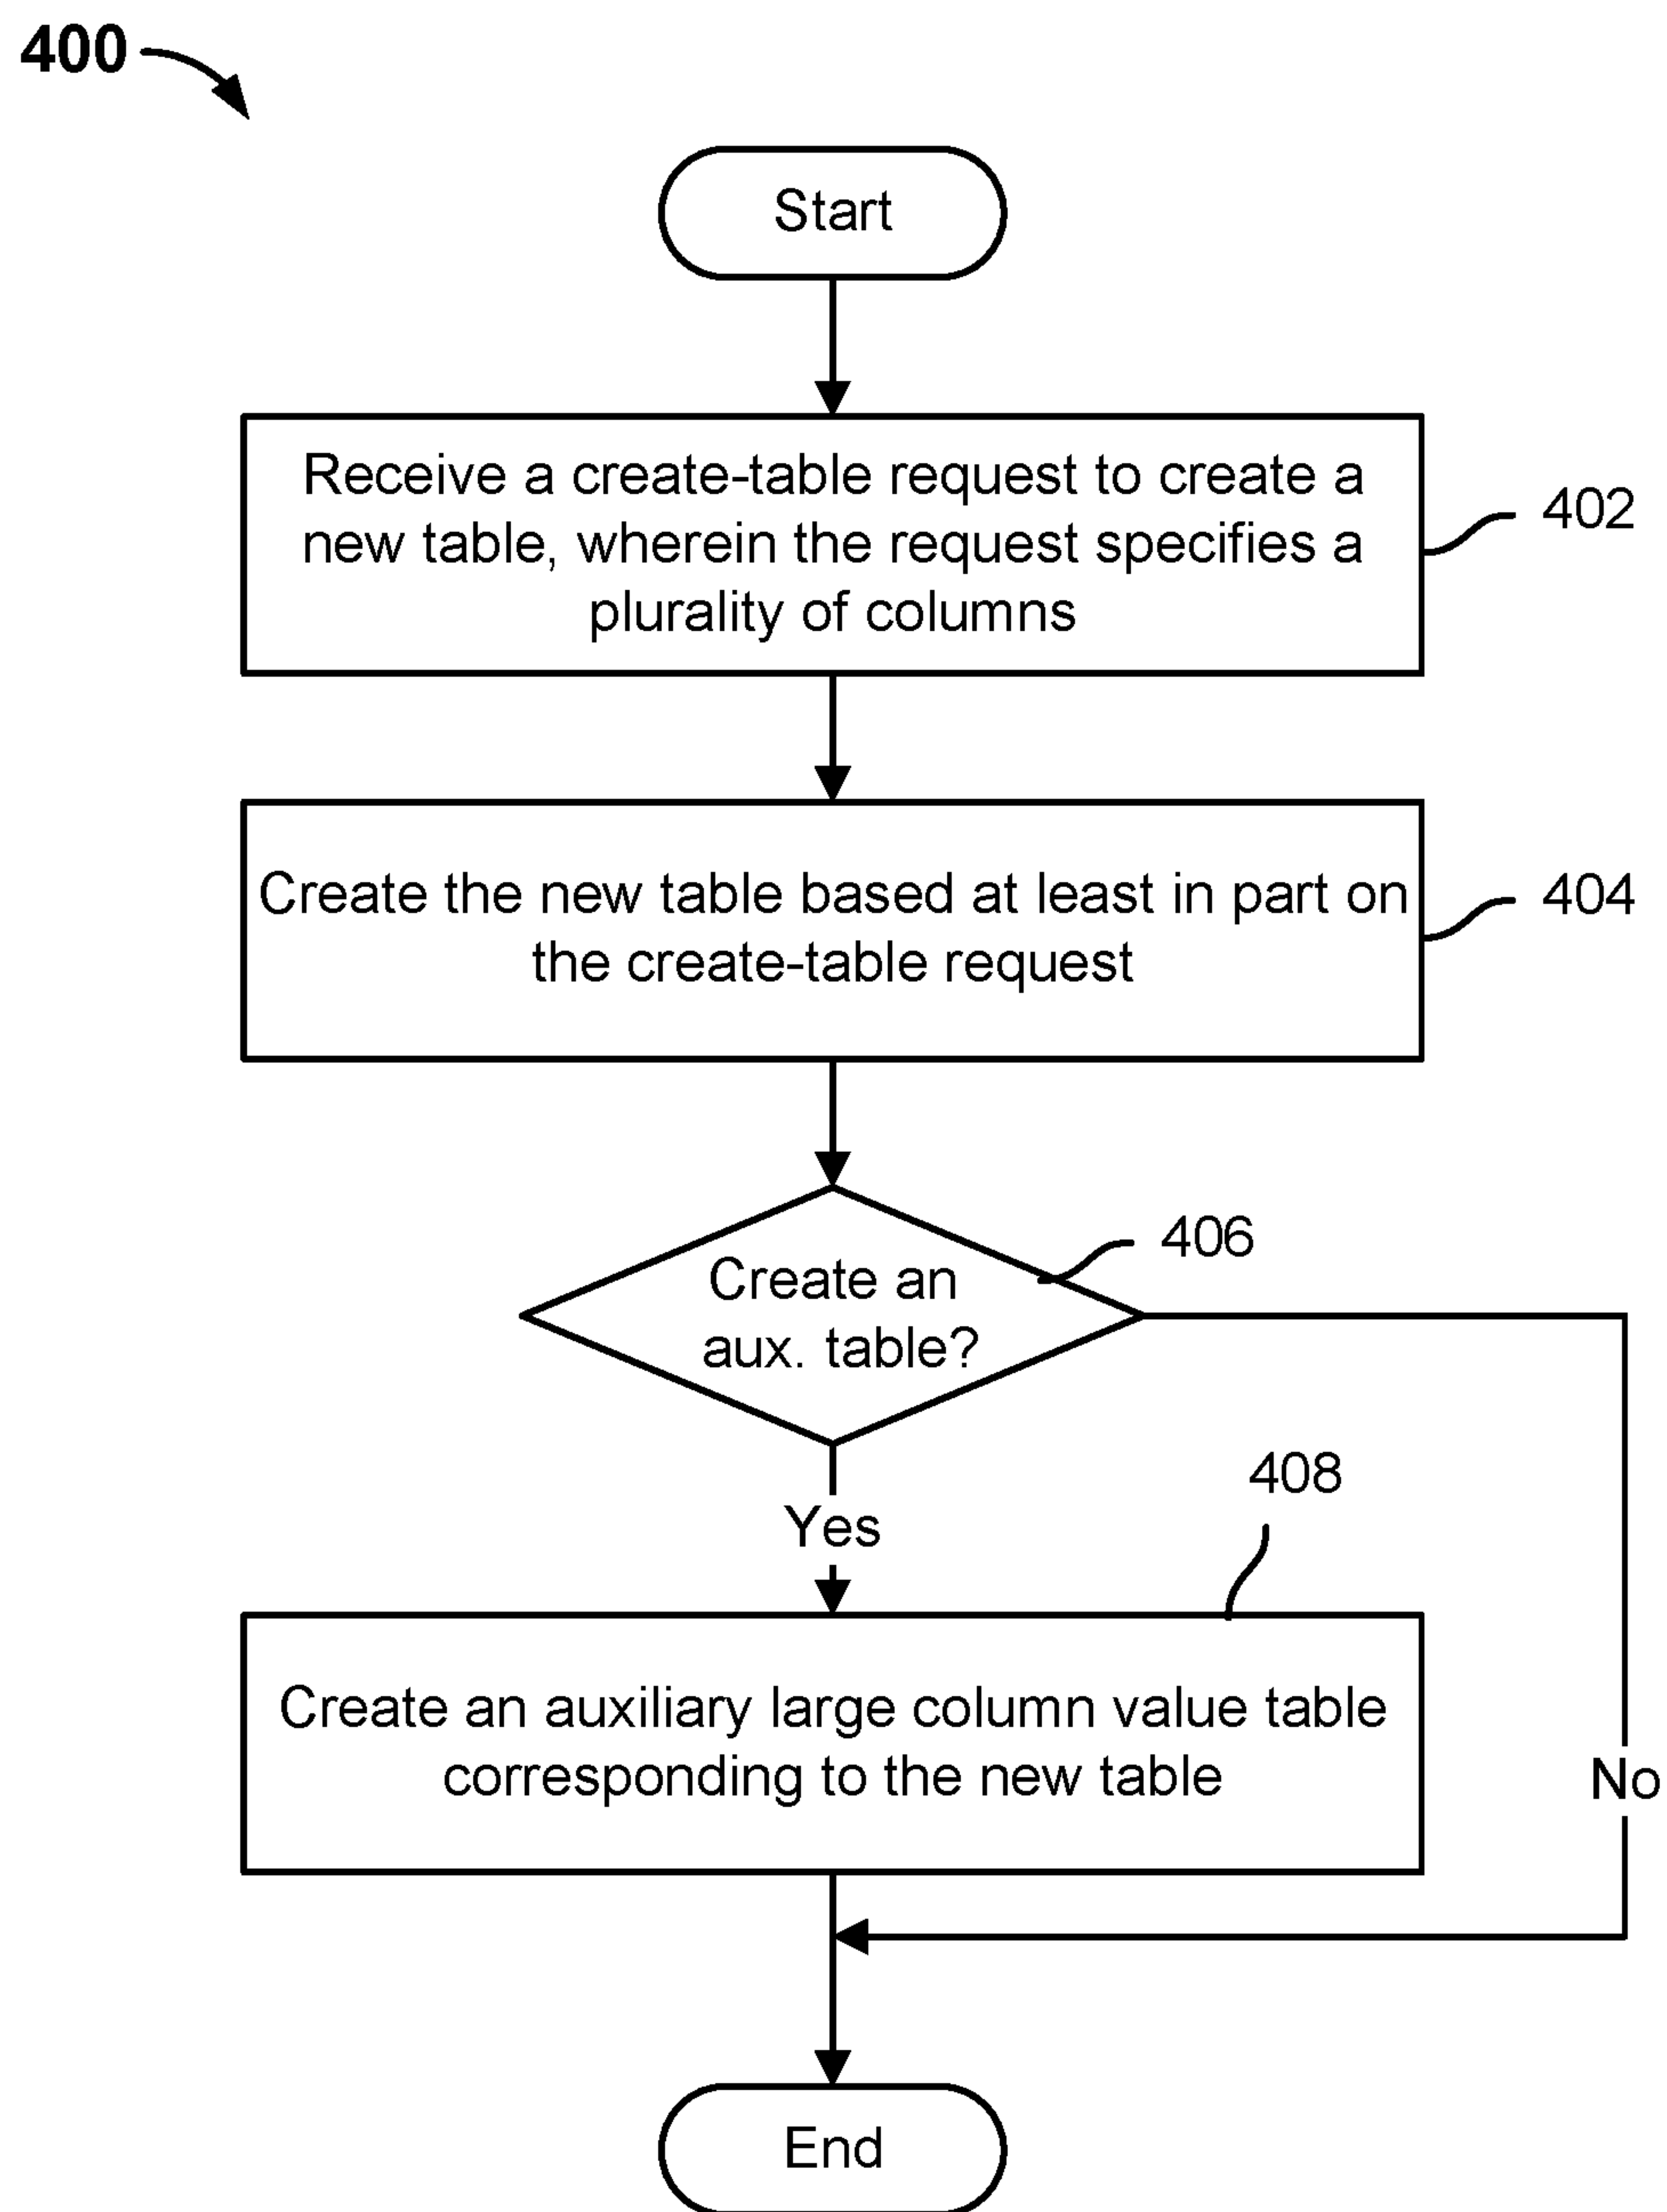 400
Start
Receive a create-table request to create a
new table, wherein the request specifies a
plurality of columns
402
Create the new table based at least in part on
the create-table request
404
Create an
aux. table?
406
Yes
408
Create an auxiliary large column value table
corresponding to the new table
No
End